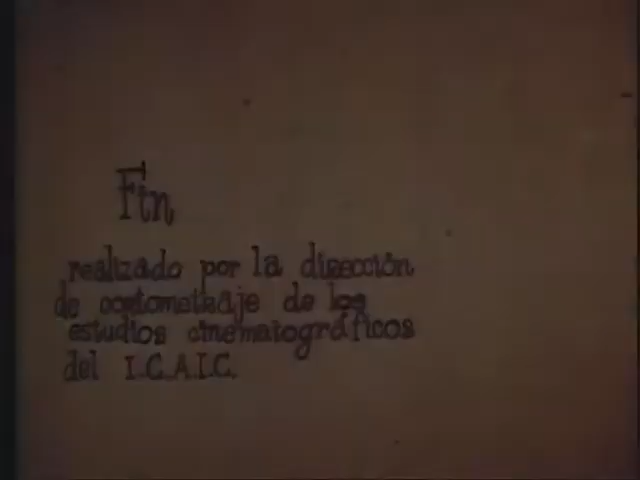 Fin
realizado por la dirección
de cortometraje de los
estudios cinematográficos
del I.C.A.I.C.